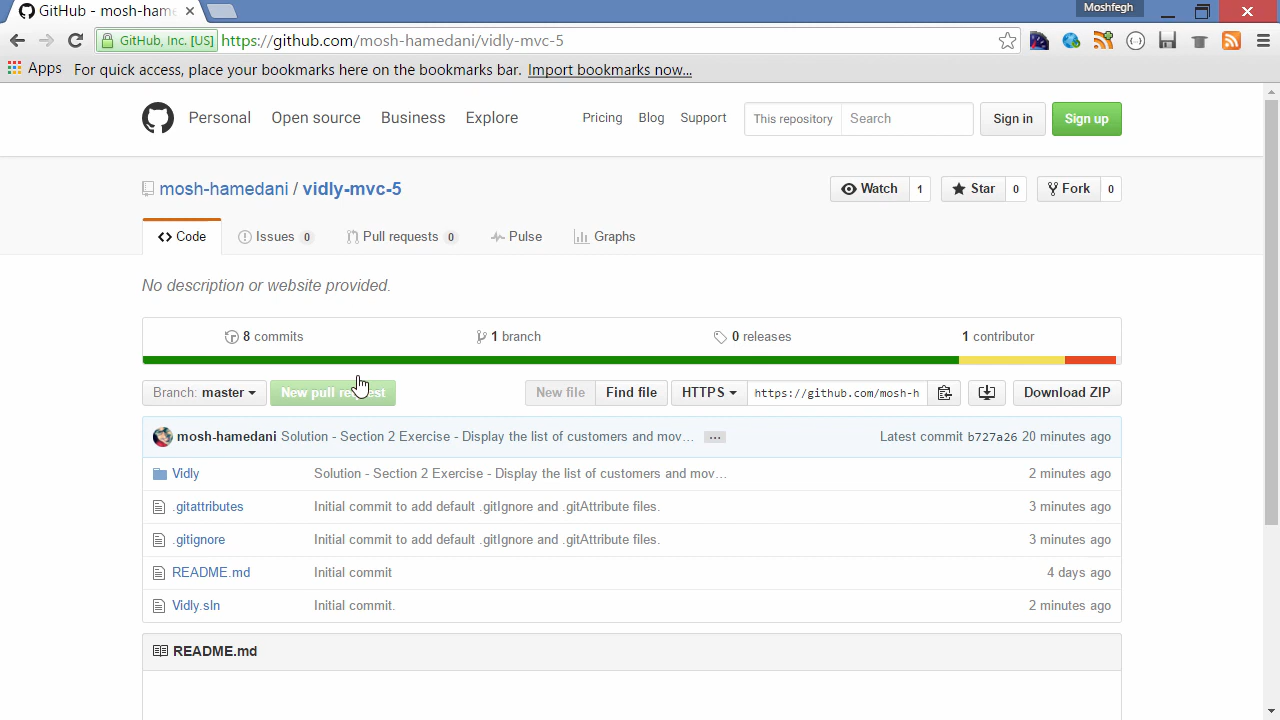 GitHub - mosh-hame
Moshfegh
GitHub, Inc. [US] https://github.com/mosh-hamedani/vidly-mvc-5
Apps For quick access, place your bookmarks here on the bookmarks bar. Import bookmarks now...
Personal Open source Business Explore Pricing Blog Support This repository Search Sign in Sign up
mosh-hamedani / vidly-mvc-5 Watch 1 Star 0 Fork 0
Code Issues 0 Pull requests 0 Pulse Graphs
No description or website provided.
8 commits 1 branch 0 releases 1 contributor
Branch: master New pull request New file Find file HTTPS https://github.com/mosh-h Download ZIP
mosh-hamedani Solution - Section 2 Exercise - Display the list of customers and mov... ... Latest commit b727a26 20 minutes ago
Vidly Solution - Section 2 Exercise - Display the list of customers and mov... 2 minutes ago
.gitattributes Initial commit to add default .gitIgnore and .gitAttribute files. 3 minutes ago
.gitignore Initial commit to add default .gitIgnore and .gitAttribute files. 3 minutes ago
README.md Initial commit 4 days ago
Vidly.sln Initial commit. 2 minutes ago
README.md